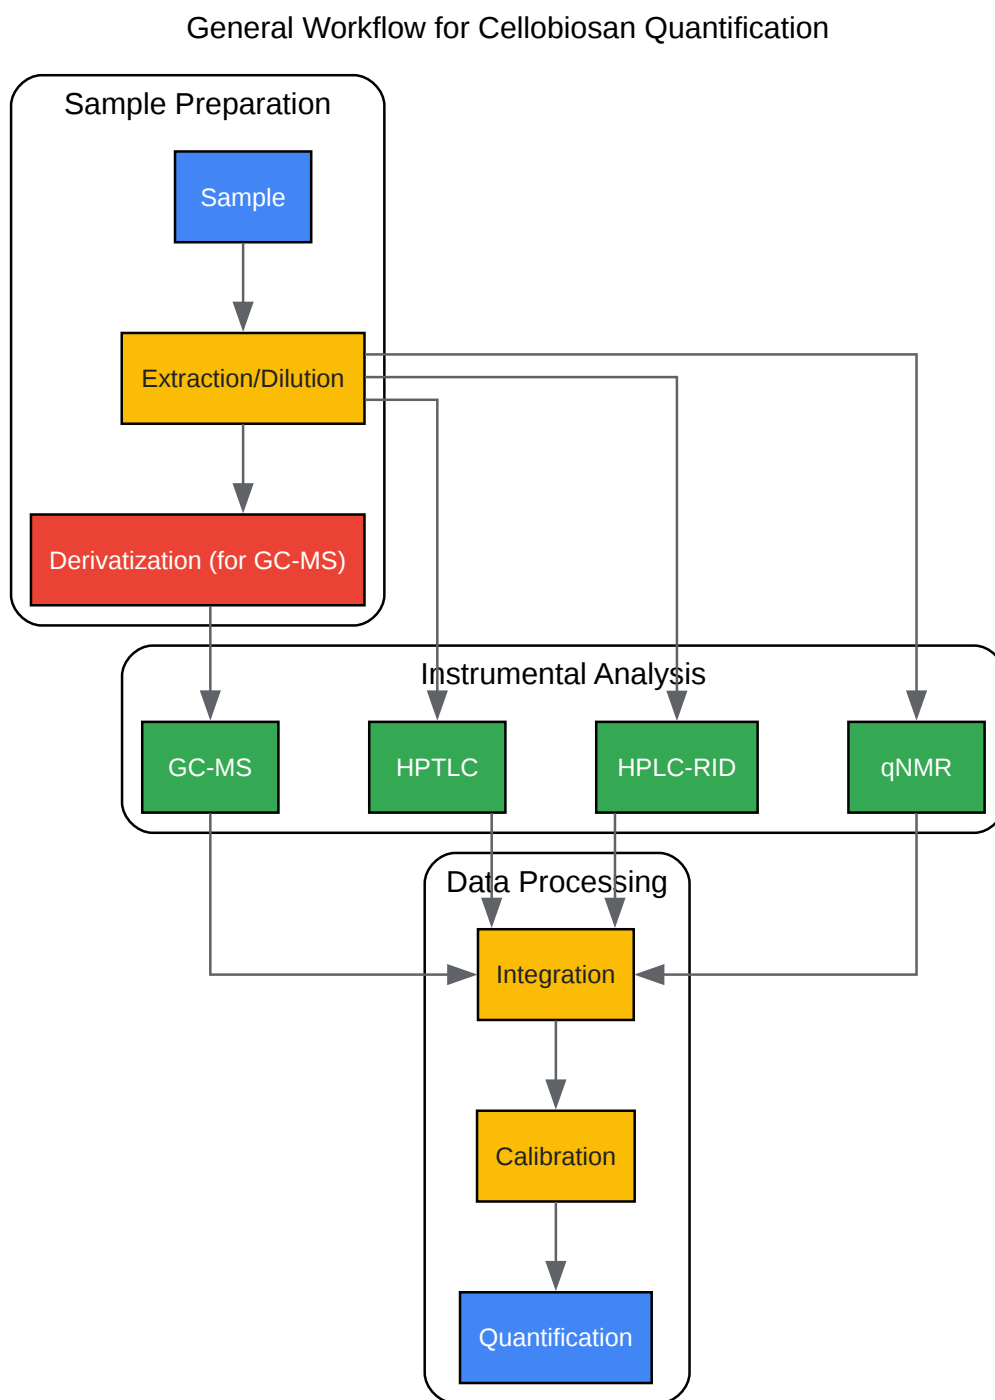 General Workflow for Cellobiosan Quantification
Sample Preparation
Sample
Extraction/Dilution
Derivatization (for GC-MS)
Instrumental Analysis
GC-MS
HPTLC
HPLC-RID
qNMR
Data Processing
Integration
Calibration
Quantification